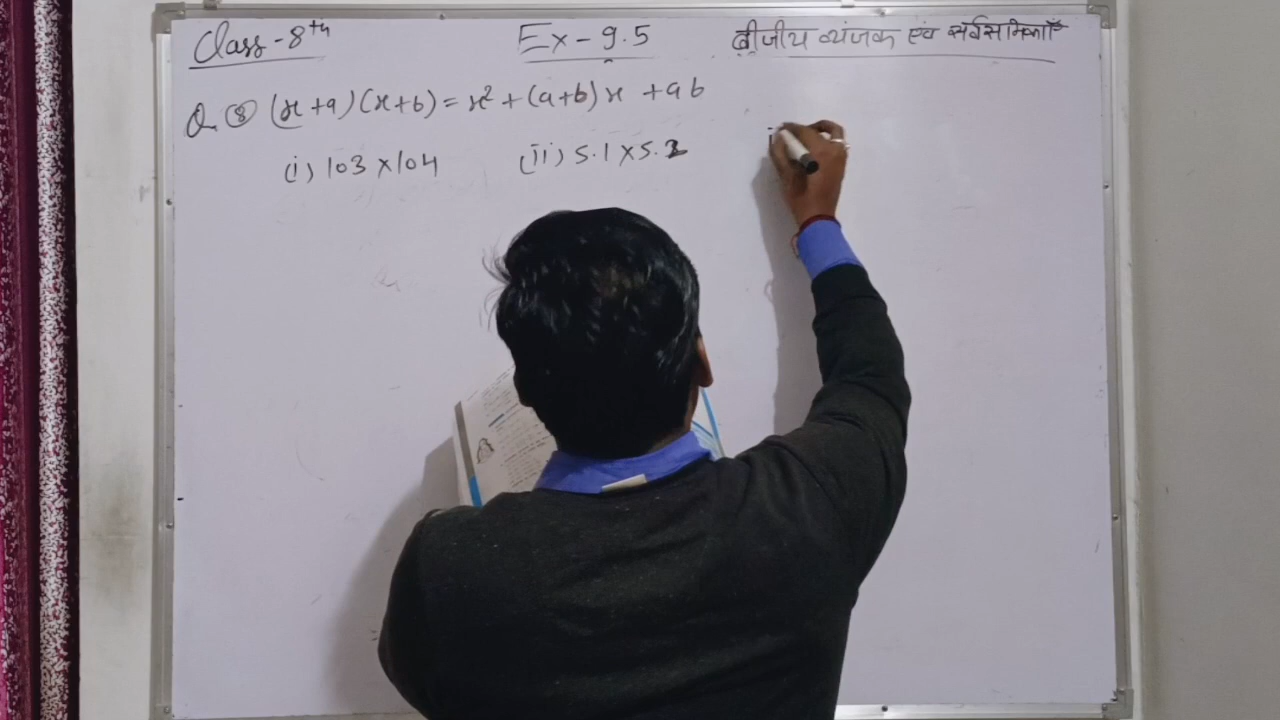 Class-8th Ex-9.5 बीजीय व्यंजक एवं सर्वसमिकाएँ
Q. ⑧ (x+a)(x+b) = x² + (a+b)x + ab
(i) 103 × 104 (ii) 5.1 × 5.2